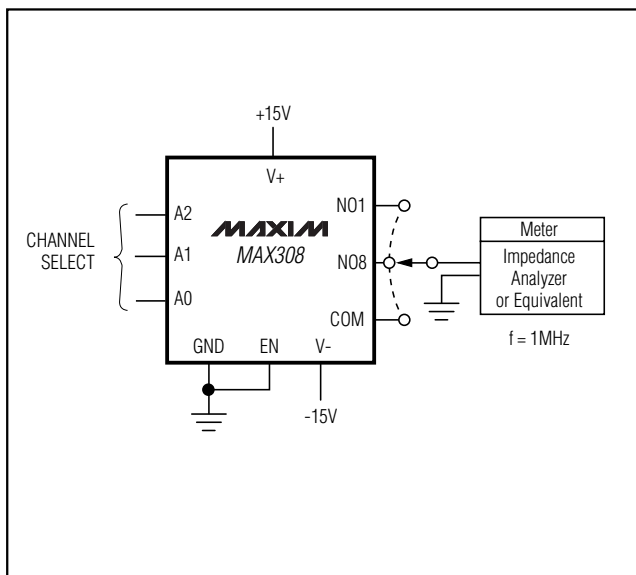 +15V
V+
A2
A1
A0
CHANNEL
SELECT
MAXIM
MAX308
NO1
NO8
COM
GND
EN
V-
-15V
Meter
Impedance
Analyzer
or Equivalent
f = 1MHz